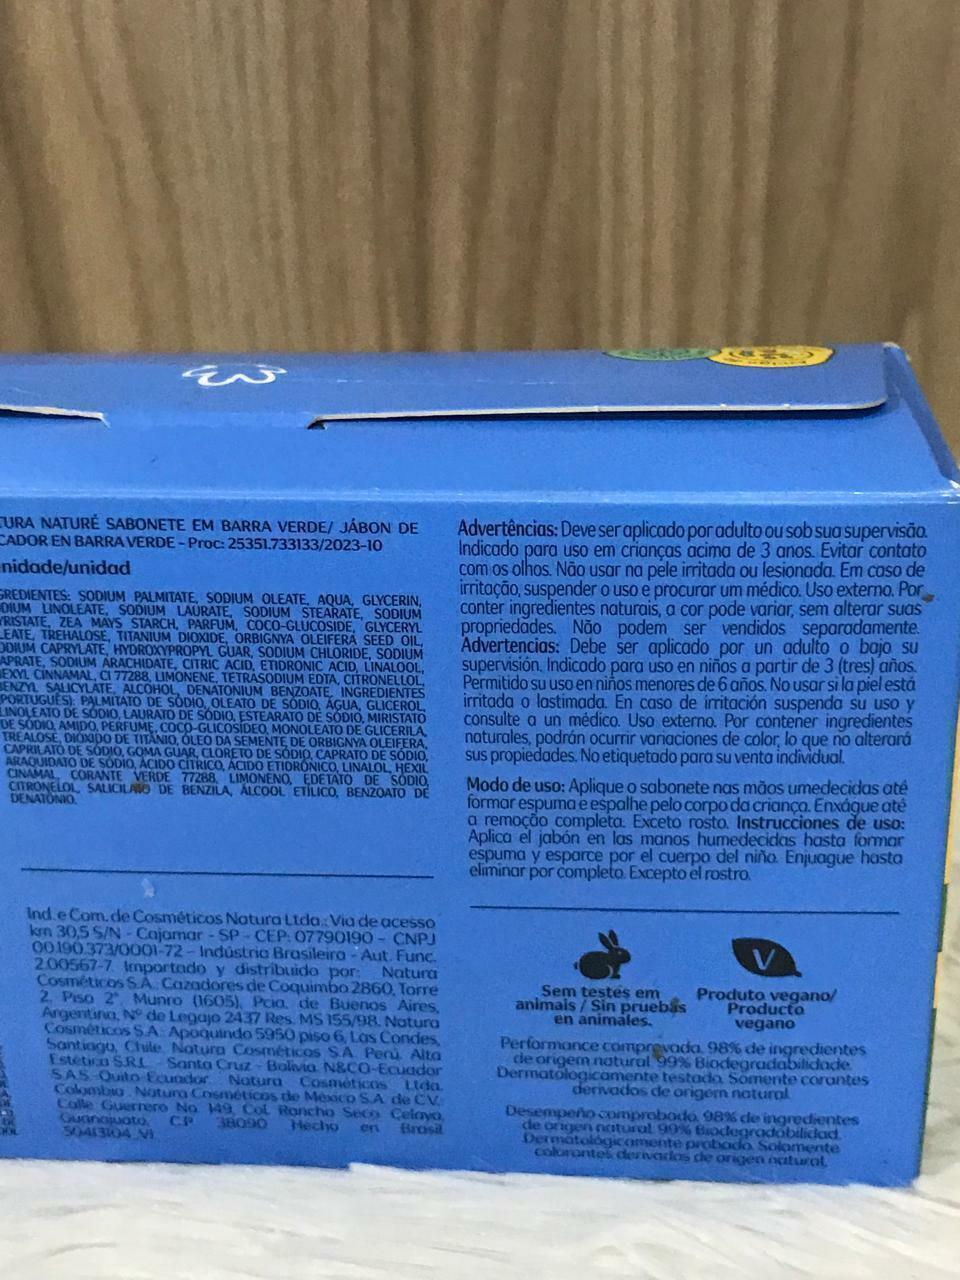 TURA NATURÉ SABONETE EM BARRA VERDE/ JÁBON DE
CADOR EN BARRA VERDE - Proc: 25351.733133/2023-10
nidade/unidad
GREDIENTES: SODIUM PALMITATE, SODIUM OLEATE, AQUA, GLYCERIN,
DIUM LINOLEATE, SODIUM LAURATE, SODIUM STEARATE, SODIUM
YRISTATE, ZEA MAYS STARCH, PARFUM, COCO-GLUCOSIDE, GLYCERYL
LEATE, TREHALOSE, TITANIUM DIOXIDE, ORBIGNYA OLEIFERA SEED OIL,
ODIUM CAPRYLATE, HYDROXYPROPYL GUAR, SODIUM CHLORIDE, SODIUM
APRATE, SODIUM ARACHIDATE, CITRIC ACID, ETIDRONIC ACID, LINALOOL,
EXYL CINNAMAL, CI 77288, LIMONENE, TETRASODIUM EDTA, CITRONELLOL,
BENZYL SALICYLATE, ALCOHOL, DENATONIUM BENZOATE, INGREDIENTES
PORTUGUÊS): PALMITATO DE SÓDIO, OLEATO DE SÓDIO, ÁGUA, GLICEROL,
LINOLEATO DE SÓDIO, LAURATO DE SÓDIO, ESTEARATO DE SÓDIO, MIRISTATO
DE SÓDIO, AMIDO, PERFUME, COCO-GLICOSÍDEO, MONOLEATO DE GLICERILA,
TREALOSE, DIÓXIDO DE TITÂNIO, ÓLEO DA SEMENTE DE ORBIGNYA OLEIFERA,
CAPRILATO DE SÓDIO, GOMA GUAR, CLORETO DE SÓDIO, CAPRATO DE SÓDIO,
ARAQUIDATO DE SÓDIO, ÁCIDO CÍTRICO, ÁCIDO ETIDRÔNICO, LINALOL, HEXIL
CINAMAL, CORANTE VERDE 77288, LIMONENO, EDETATO DE SÓDIO,
CITRONELOL, SALICILATO DE BENZILA, ÁLCOOL ETÍLICO, BENZOATO DE
DENATÔNIO.
Ind. e Com. de Cosméticos Natura Ltda.: Via de acesso
km 30,5 S/N - Cajamar - SP - CEP: 07790190 - CNPJ
00.190.373/0001-72 - Indústria Brasileira - Aut. Func.
2.00567-7. Importado y distribuido por: Natura
Cosméticos S.A.: Cazadores de Coquimbo 2860, Torre
2, Piso 2°, Munro (1605), Pcia. de Buenos Aires,
Argentina, Nº de Legajo 2437 Res. MS 155/98. Natura
Cosméticos S.A.: Apoquindo 5950 piso 6, Las Condes,
Santiago, Chile. Natura Cosméticos S.A. Perú. Alta
Estética S.R.L. - Santa Cruz - Bolivia. N&CO-Ecuador
S.A.S.-Quito-Ecuador. Natura Cosméticos Ltda.
Colombia. Natura Cosméticos de México S.A. de C.V.:
Calle Guerrero No. 149, Col. Rancho Seco Celaya,
Guanajuato, C.P. 38090 Hecho en Brasil
50413104_VI
Advertências: Deve ser aplicado por adulto ou sob sua supervisão.
Indicado para uso em crianças acima de 3 anos. Evitar contato
com os olhos. Não usar na pele irritada ou lesionada. Em caso de
irritação, suspender o uso e procurar um médico. Uso externo. Por
conter ingredientes naturais, a cor pode variar, sem alterar suas
propriedades. Não podem ser vendidos separadamente.
Advertencias: Debe ser aplicado por un adulto o bajo su
supervisión. Indicado para uso en niños a partir de 3 (tres) años.
Permitido su uso en niños menores de 6 años. No usar si la piel está
irritada o lastimada. En caso de irritación suspenda su uso y
consulte a un médico. Uso externo. Por contener ingredientes
naturales, podrán ocurrir variaciones de color, lo que no alterará
sus propiedades. No etiquetado para su venta individual.
Modo de uso: Aplique o sabonete nas mãos umedecidas até
formar espuma e espalhe pelo corpo da criança. Enxágue até
a remoção completa. Exceto rosto. Instrucciones de uso:
Aplica el jabón en las manos humedecidas hasta formar
espuma y esparce por el cuerpo del niño. Enjuague hasta
eliminar por completo. Excepto el rostro.
Sem testes em
animais / Sin pruebas
en animales.
V
Produto vegano/
Producto
vegano
Performance comprovada. 98% de ingredientes
de origem natural. 99% Biodegradabilidade.
Dermatologicamente testado. Somente corantes
derivados de origem natural.
Desempeño comprobado. 98% de ingredientes
de origen natural. 99% Biodegradabilidad.
Dermatológicamente probado. Solamente
colorantes derivados de origen natural.